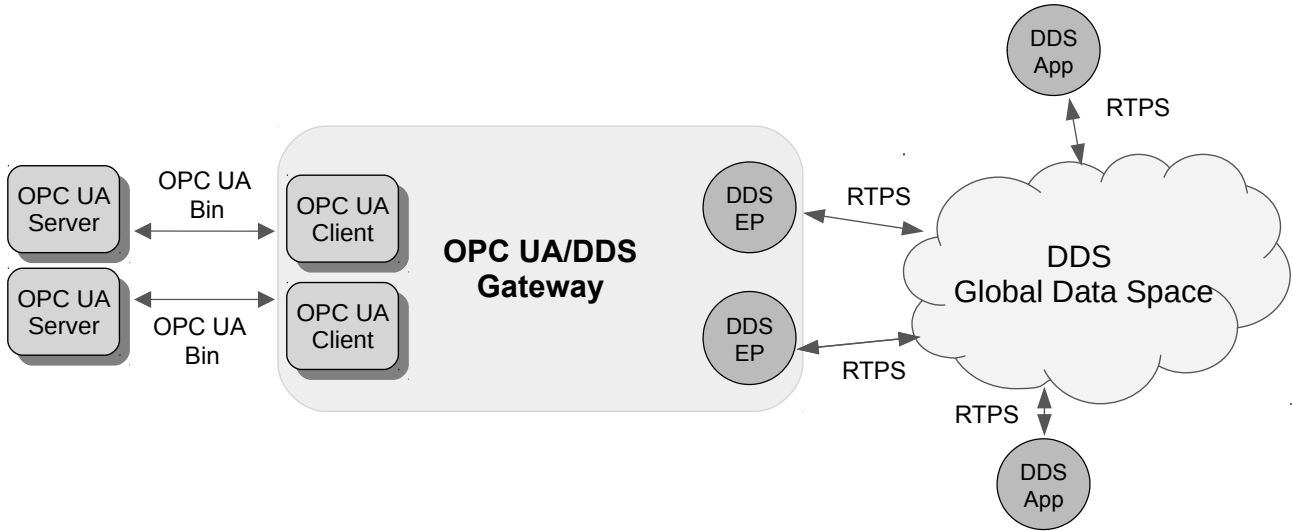 DDS
App
RTPS
OPC UA
Server
OPC UA
Bin
OPC UA
Client
OPC UA/DDS
Gateway
DDS
EP
RTPS
DDS
Global Data Space
OPC UA
Server
OPC UA
Bin
OPC UA
Client
DDS
EP
RTPS
RTPS
DDS
App